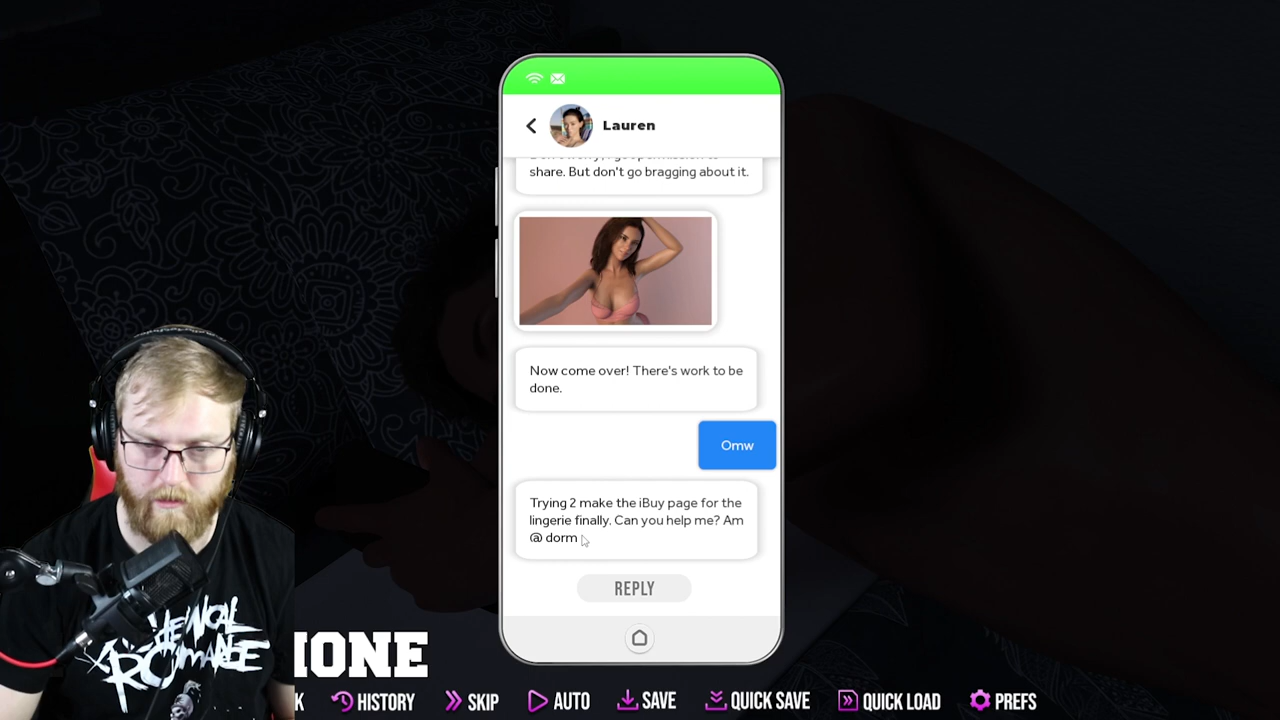 Lauren
share. But don't go bragging about it.
Now come over! There's work to be
done.
Omw
Trying 2 make the iBuy page for the
lingerie finally. Can you help me? Am
@ dorm
REPLY
IONE
K HISTORY SKIP AUTO SAVE QUICK SAVE QUICK LOAD PREFS